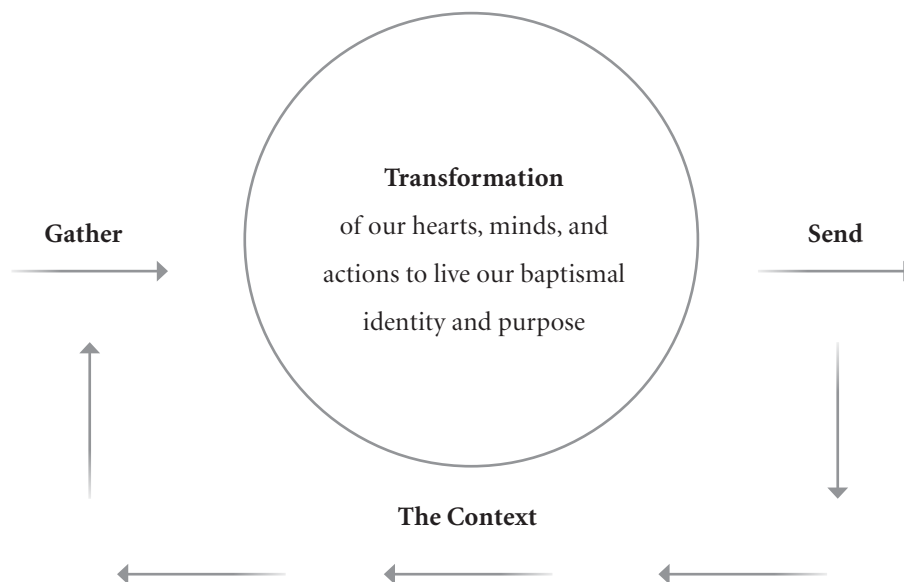 Transformation
of our hearts, minds, and
actions to live our baptismal
identity and purpose
Gather
Send
The Context